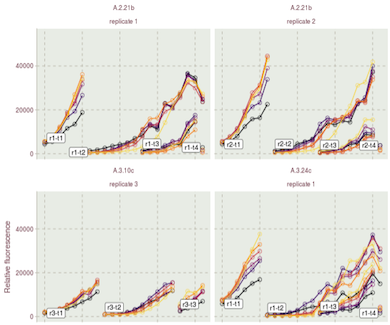 A.2.21b
A.2.21b
replicate 1
replicate 2
40000
20000
0
r1-t1
r1-t2
r1-t3
r1-t4
r2-t1
r2-t2
r2-t3
r2-t4
A.3.10c
A.3.24c
replicate 3
replicate 1
Relative fluorescence
40000
20000
0
r3-t1
r3-t2
r3-t3
r1-t1
r1-t2
r1-t3
r1-t4